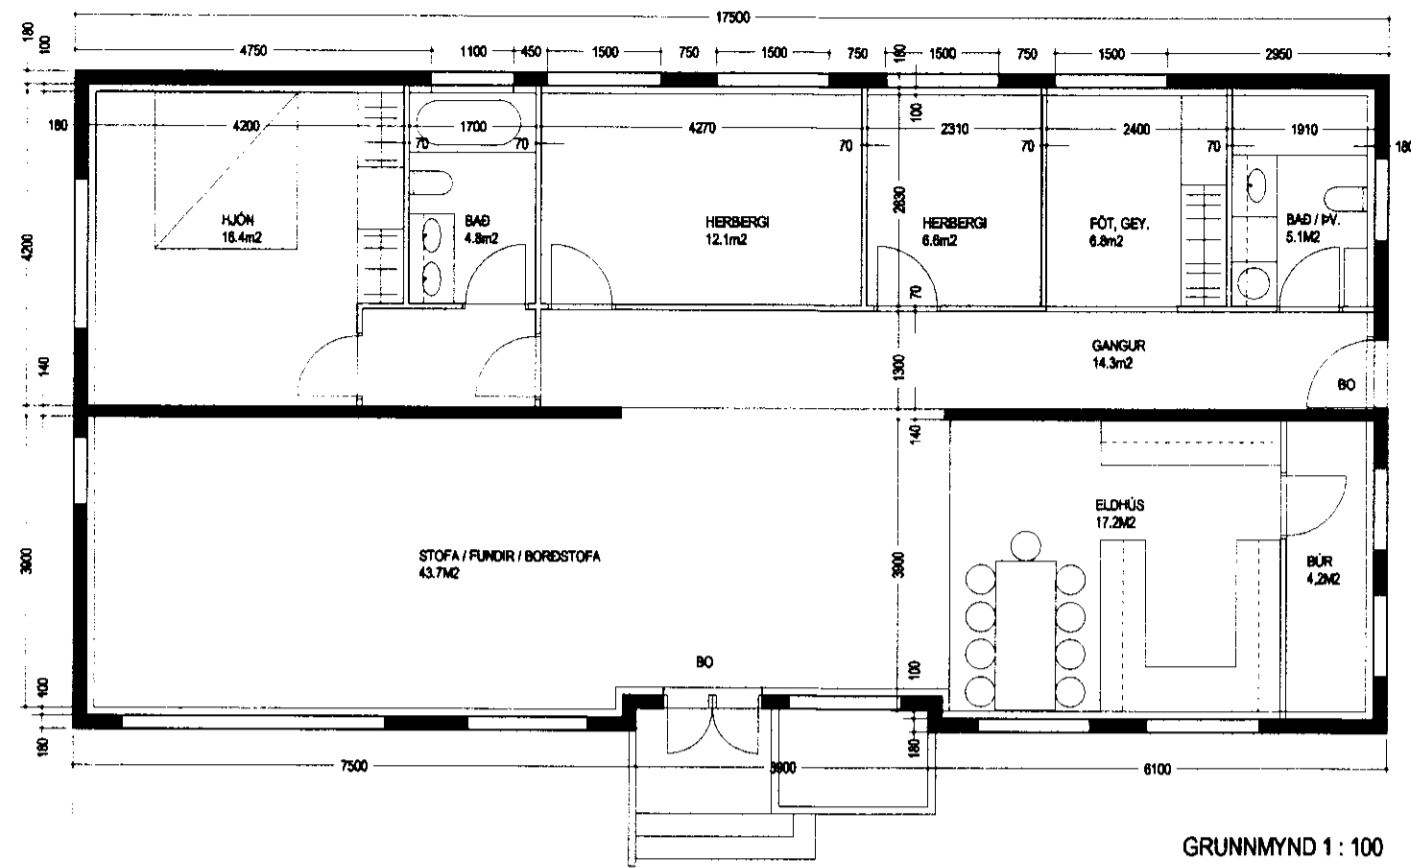 17500
180
100
4750
1100
450
1500
750
1500
750
180
1500
750
1500
2950
180
4200
1700
4270
100
2310
2400
1910
180
70
70
70
70
70
HJÓN
16.4m2
BAÐ
4.8m2
HERBERGI
12.1m2
2830
HERBERGI
6.6m2
FÖT, GEY.
6.8m2
BAÐ / ÞV.
5.1M2
4200
70
140
1300
GANGUR
14.3m2
BO
140
3900
STOFA / FUNDIR / BORÐSTOFA
43.7M2
3900
ELDHÚS
17.2M2
BÚR
4,2M2
BO
100
100
180
180
7500
3900
6100
GRUNNMYND 1 : 100